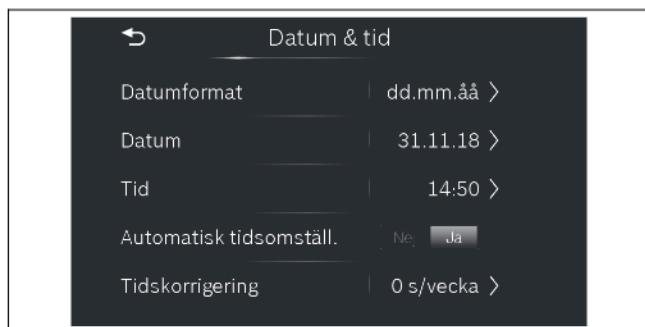 Datum & tid
Datumformat dd.mm.åå
Datum 31.11.18
Tid 14:50
Automatisk tidsomställ. Nej Ja
Tidskorrigering 0 s/vecka